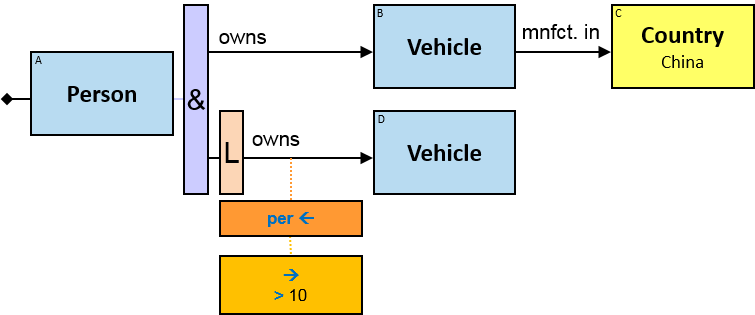 A
Person
&
owns
B
Vehicle
mnfct. in
C
Country
China
L
owns
D
Vehicle
per ←
→
> 10